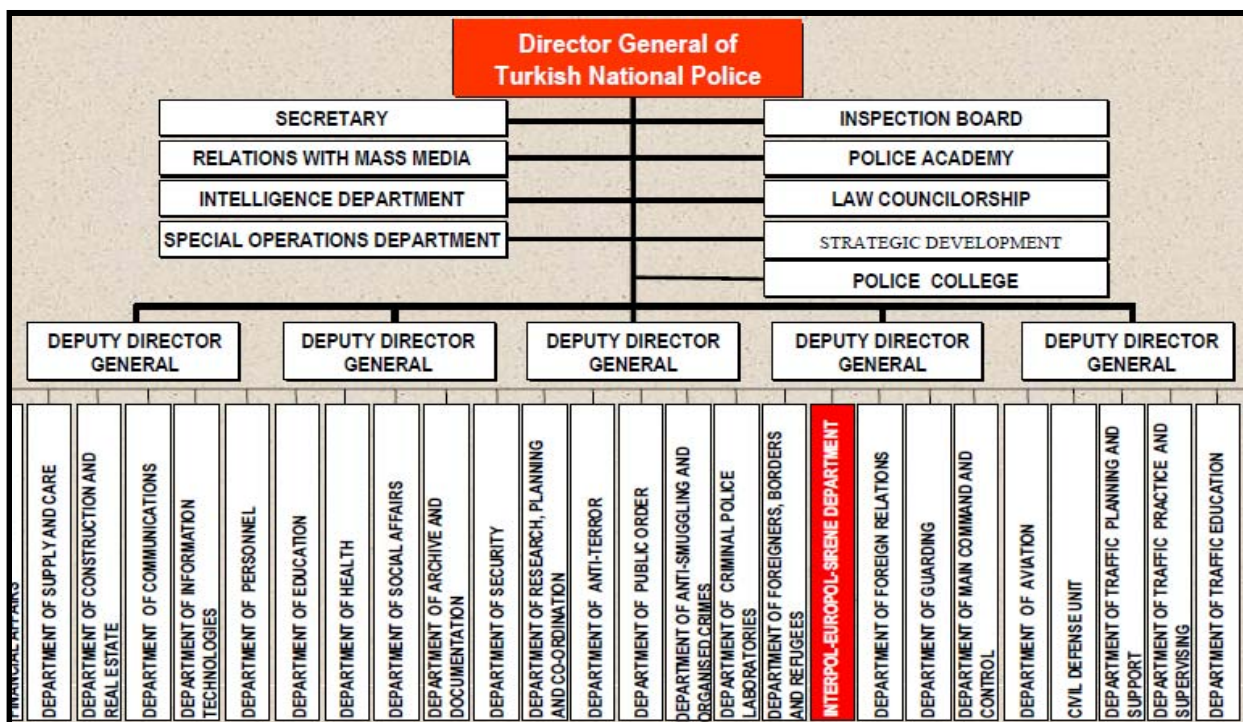 Director General of
Turkish National Police
SECRETARY
INSPECTION BOARD
RELATIONS WITH MASS MEDIA
POLICE ACADEMY
INTELLIGENCE DEPARTMENT
LAW COUNCILORSHIP
SPECIAL OPERATIONS DEPARTMENT
STRATEGIC DEVELOPMENT
POLICE COLLEGE
DEPUTY DIRECTOR
GENERAL
DEPUTY DIRECTOR
GENERAL
DEPUTY DIRECTOR
GENERAL
DEPUTY DIRECTOR
GENERAL
DEPUTY DIRECTOR
GENERAL
FINANCIAL AFFAIRS
DEPARTMENT OF SUPPLY AND CARE
DEPARTMENT OF CONSTRUCTION AND
REAL ESTATE
DEPARTMENT OF COMMUNICATIONS
DEPARTMENT OF INFORMATION
TECHNOLOGIES
DEPARTMENT OF PERSONNEL
DEPARTMENT OF EDUCATION
DEPARTMENT OF HEALTH
DEPARTMENT OF SOCIAL AFFAIRS
DEPARTMENT OF ARCHIVE AND
DOCUMENTATION
DEPARTMENT OF SECURITY
DEPARTMENT OF RESEARCH, PLANNING
AND CO-ORDINATION
DEPARTMENT OF ANTI-TERROR
DEPARTMENT OF PUBLIC ORDER
DEPARTMENT OF ANTI-SMUGGLING AND
ORGANISED CRIMES
DEPARTMENT OF CRIMINAL POLICE
LABORATORIES
DEPARTMENT OF FOREIGNERS, BORDERS
AND REFUGEES
INTERPOL-EUROPOL-SIRENE DEPARTMENT
DEPARTMENT OF FOREIGN RELATIONS
DEPARTMENT OF GUARDING
DEPARTMENT OF MAIN COMMAND AND
CONTROL
DEPARTMENT OF AVIATION
CIVIL DEFENSE UNIT
DEPARTMENT OF TRAFFIC PLANNING AND
SUPPORT
DEPARTMENT OF TRAFFIC PRACTICE AND
SUPERVISING
DEPARTMENT OF TRAFFIC EDUCATION